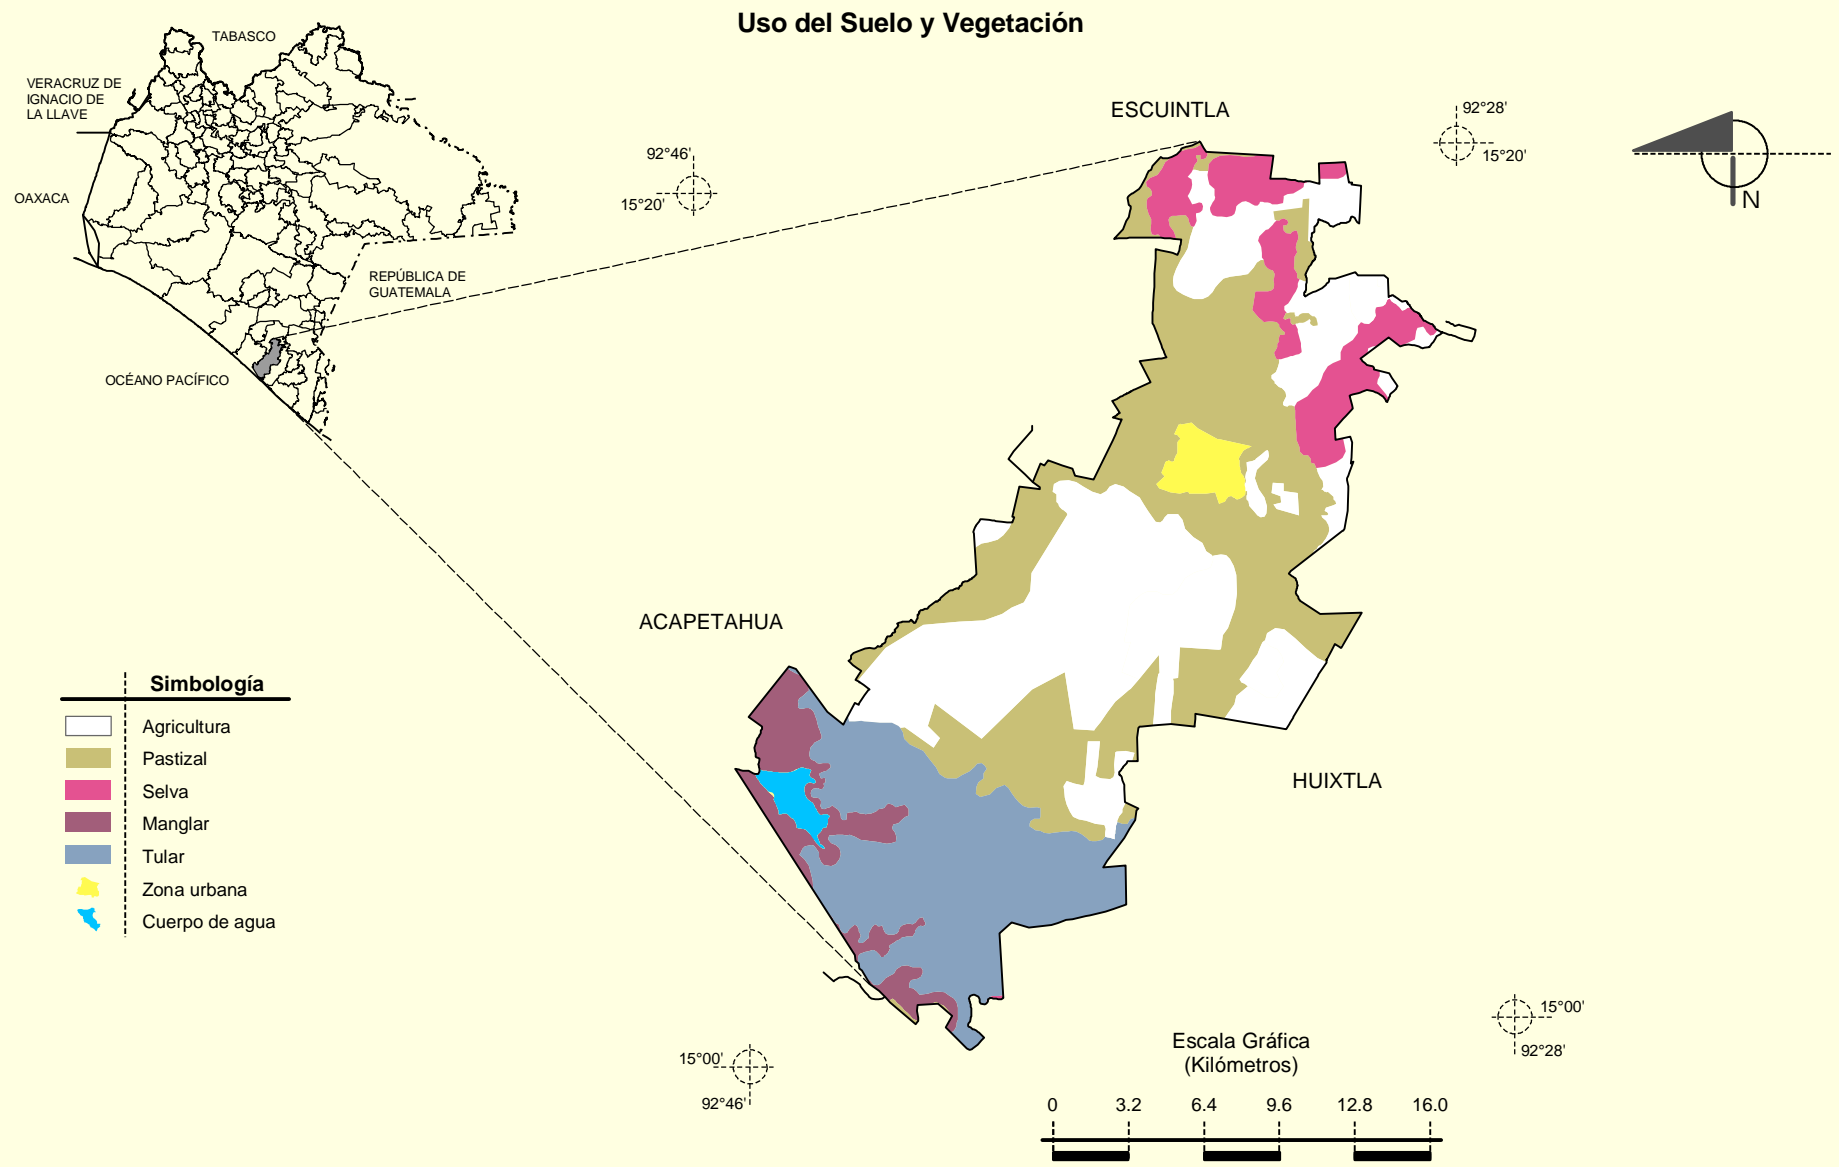 Uso del Suelo y Vegetación
TABASCO
VERACRUZ DE
IGNACIO DE
LA LLAVE
OAXACA
REPÚBLICA DE
GUATEMALA
OCÉANO PACÍFICO
92°46'
15°20'
ESCUINTLA
92°28'
15°20'
N
ACAPETAHUA
HUIXTLA
Simbología
Agricultura
Pastizal
Selva
Manglar
Tular
Zona urbana
Cuerpo de agua
15°00'
92°46'
15°00'
92°28'
Escala Gráfica
(Kilómetros)
0 3.2 6.4 9.6 12.8 16.0